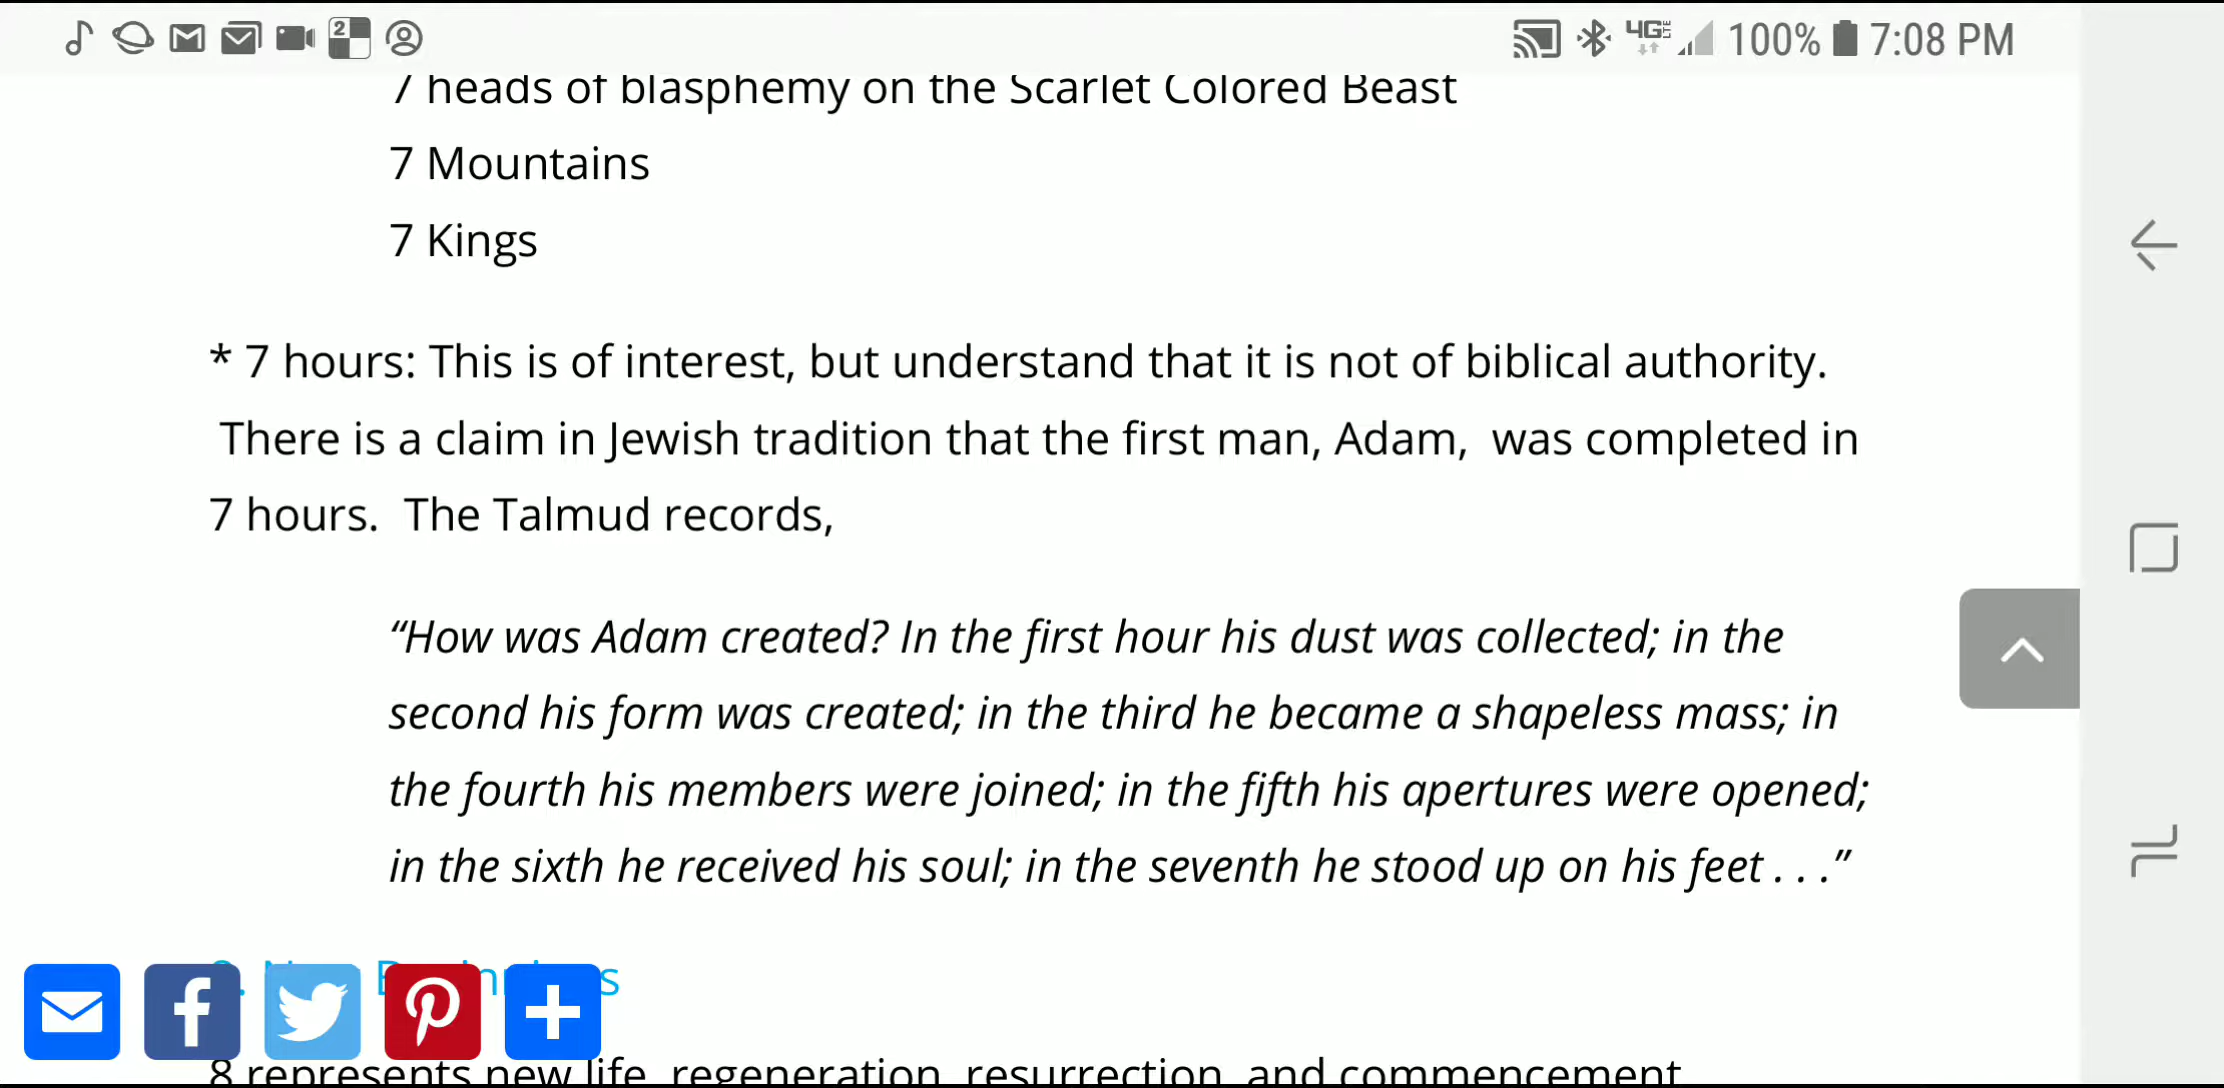 2 4G LTE 100% 7:08 PM
7 heads of blasphemy on the Scarlet Colored Beast
7 Mountains
7 Kings
* 7 hours: This is of interest, but understand that it is not of biblical authority.
There is a claim in Jewish tradition that the first man, Adam,  was completed in
7 hours.  The Talmud records,
“How was Adam created? In the first hour his dust was collected; in the
second his form was created; in the third he became a shapeless mass; in
the fourth his members were joined; in the fifth his apertures were opened;
in the sixth he received his soul; in the seventh he stood up on his feet . . .”
8 represents new life, regeneration, resurrection, and commencement